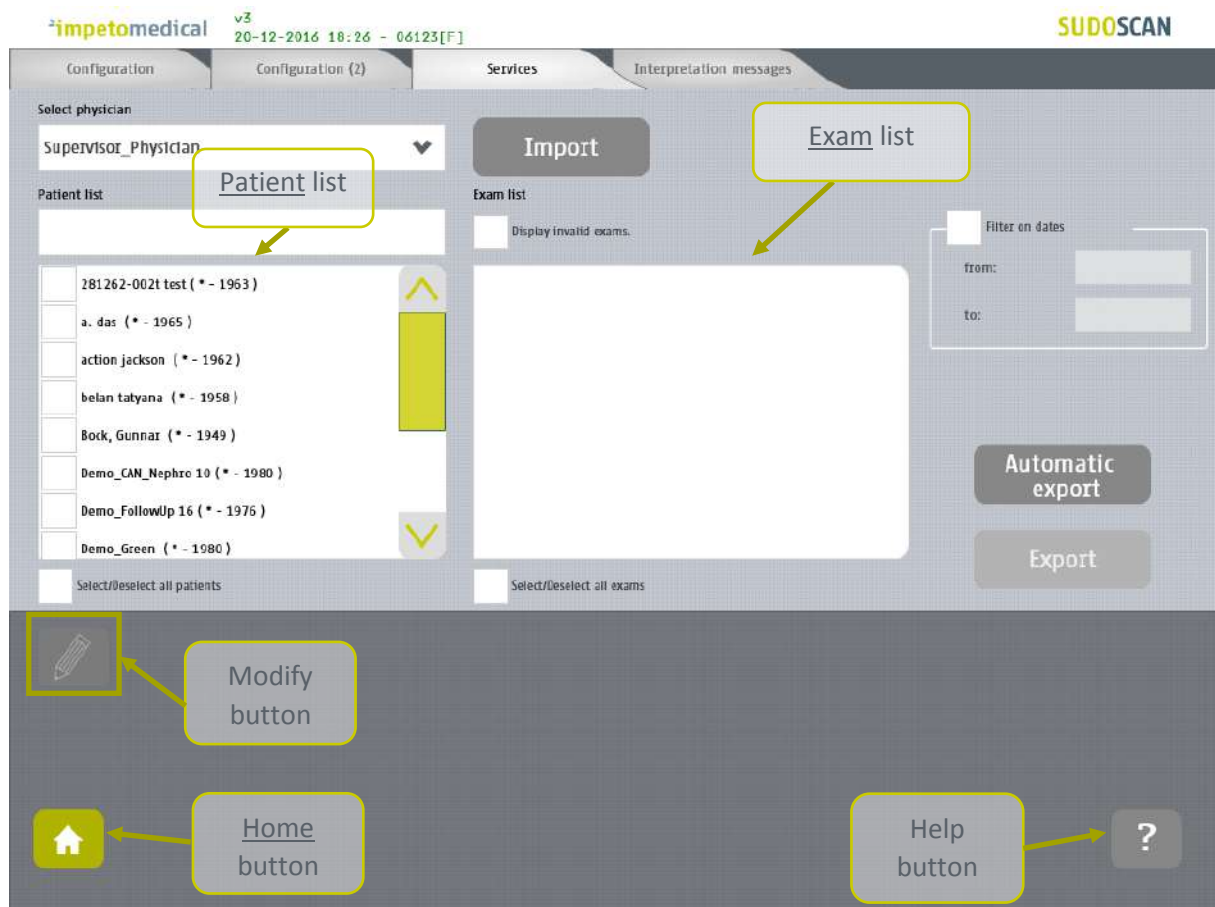 impetomedical
v3
20-12-2016 18:26 - 06123[F]
SUDOSCAN
Configuration
Configuration (2)
Services
Interpretation messages
Select physician
Supervisor_Physician
Import
Exam list
Patient list
Patient list
Exam list
Display invalid exams.
Filter on dates
from:
to:
281262-002t test ( * - 1963 )
a. das ( * - 1965 )
action jackson ( * - 1962 )
belan tatyana ( * - 1958 )
Bock, Gunnar ( * - 1949 )
Demo_CAN_Nephro 10 ( * - 1980 )
Demo_FollowUp 16 ( * - 1976 )
Demo_Green ( * - 1980 )
Automatic
export
Export
Select/Deselect all patients
Select/Deselect all exams
Modify
button
Home
button
Help
button
?